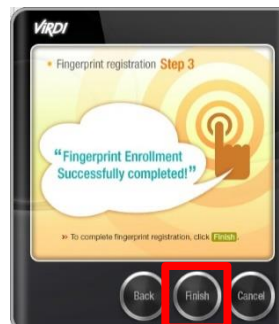 ViRDI
• Fingerprint registration Step 3
“Fingerprint Enrollment
Successfully completed!”
» To complete fingerprint registration, click Finish.
Back Finish Cancel